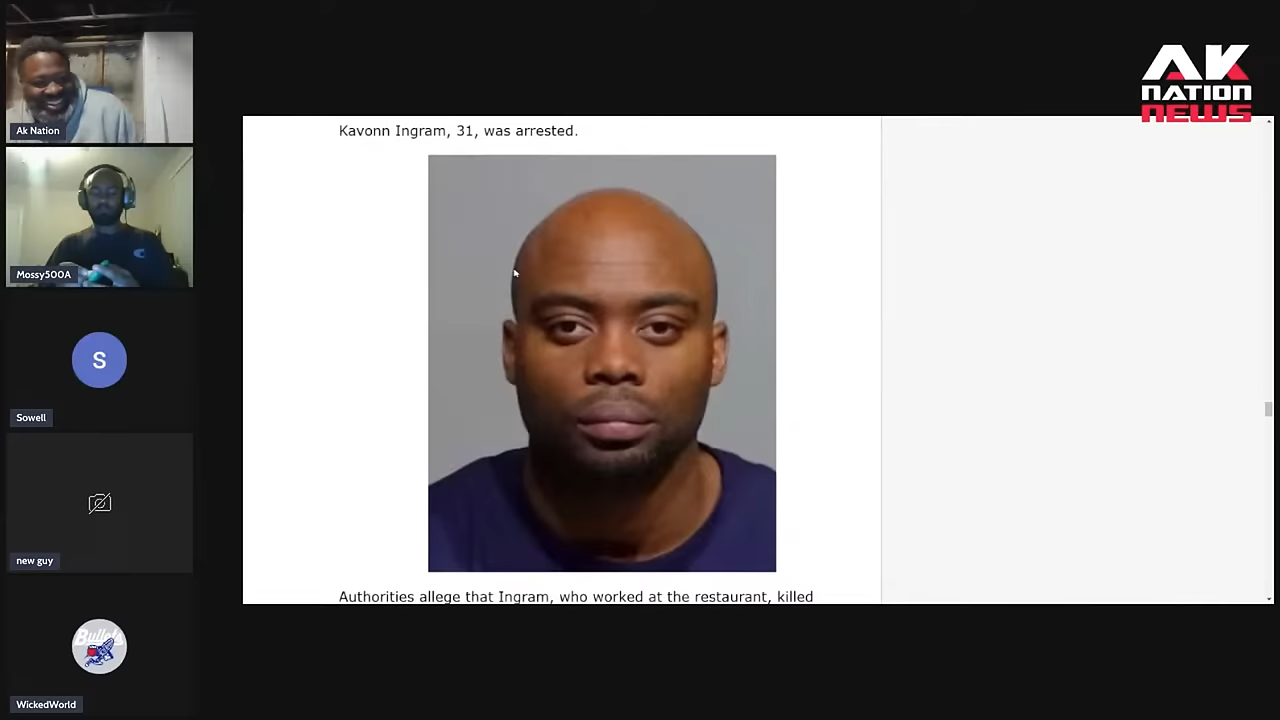 Ak Nation
Mossy500A
S
Sowell
new guy
Bullets
WickedWorld
Kavonn Ingram, 31, was arrested.
Authorities allege that Ingram, who worked at the restaurant, killed
AK
NATION
NEWS